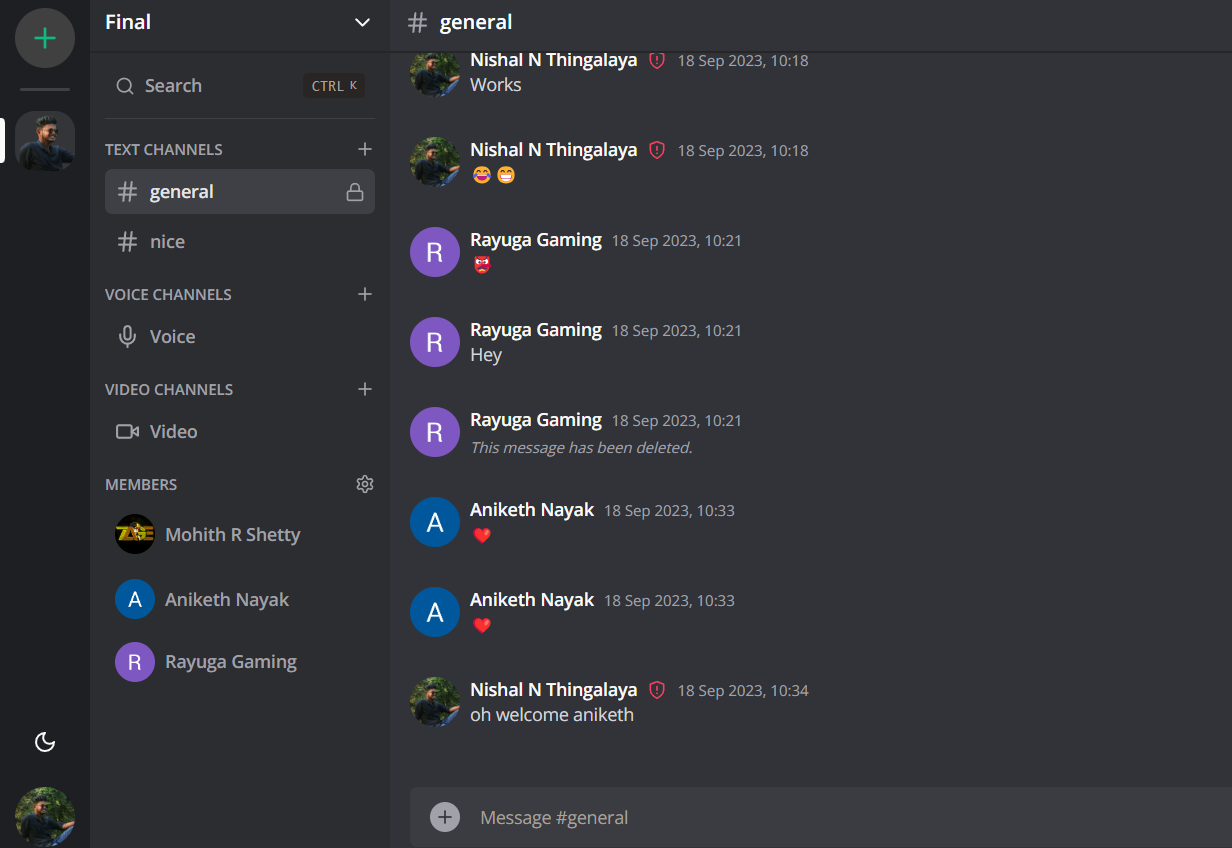 Final
Search
CTRL K
TEXT CHANNELS
general
nice
VOICE CHANNELS
Voice
VIDEO CHANNELS
Video
MEMBERS
Mohith R Shetty
A
Aniketh Nayak
R
Rayuga Gaming
# general
Nishal N Thingalaya 18 Sep 2023, 10:18
Works
Nishal N Thingalaya 18 Sep 2023, 10:18
😂😁
R
Rayuga Gaming 18 Sep 2023, 10:21
👹
R
Rayuga Gaming 18 Sep 2023, 10:21
Hey
R
Rayuga Gaming 18 Sep 2023, 10:21
This message has been deleted.
A
Aniketh Nayak 18 Sep 2023, 10:33
❤️
A
Aniketh Nayak 18 Sep 2023, 10:33
❤️
Nishal N Thingalaya 18 Sep 2023, 10:34
oh welcome aniketh
Message #general